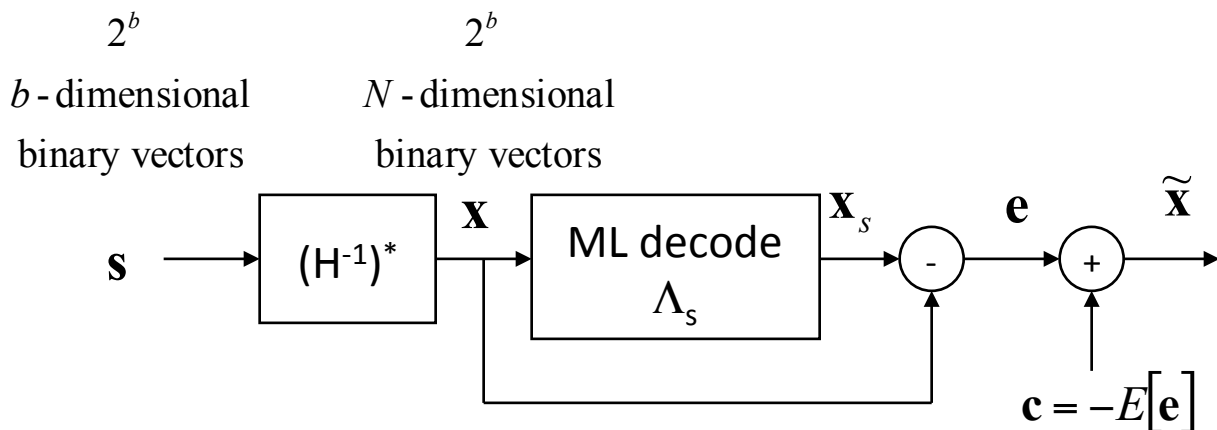 2^b 2^b
b - dimensional N - dimensional
binary vectors binary vectors
s (H⁻¹)* x ML decode x_s - e + x̃
Λ_s
c = −E[e]